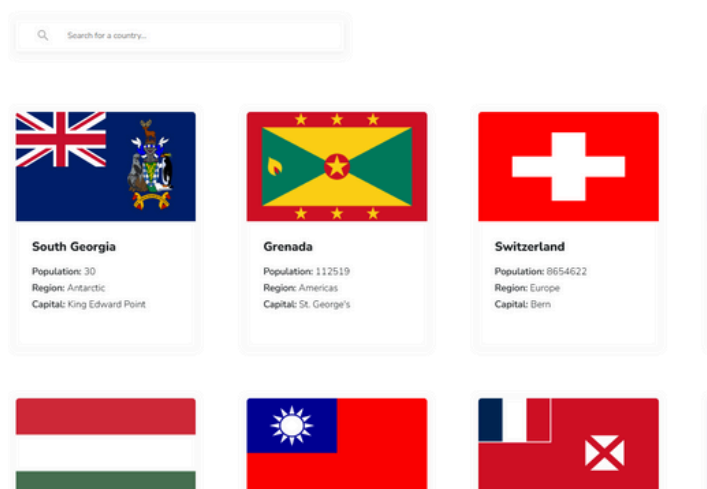 Search for a country...
South Georgia
Population: 30
Region: Antarctic
Capital: King Edward Point
Grenada
Population: 112519
Region: Americas
Capital: St. George's
Switzerland
Population: 8654622
Region: Europe
Capital: Bern